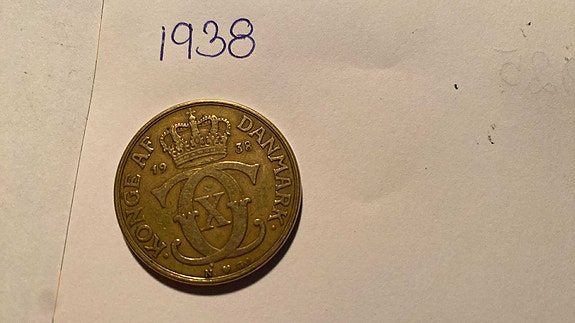 1938
KONGE AF DANMARK
19 38
C X C
N